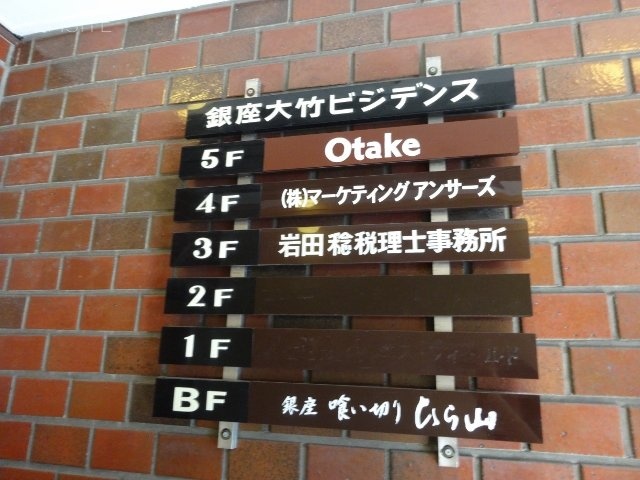 銀座大竹ビジデンス
5F Otake
4F (株)マーケティングアンサーズ
3F 岩田稔税理士事務所
2F
1F
BF 銀座 喰い切り ひら山